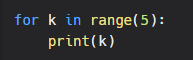 for k in range(5):
    print(k)